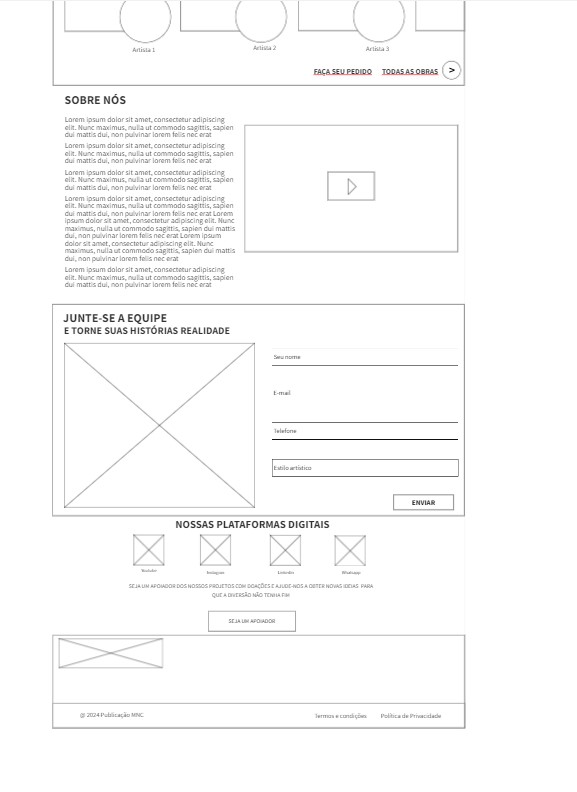 Artista 1
Artista 2
Artista 3
FAÇA SEU PEDIDO TODAS AS OBRAS >
SOBRE NÓS
Lorem ipsum dolor sit amet, consectetur adipiscing
elit. Nunc maximus, nulla ut commodo sagittis, sapien
dui mattis dui, non pulvinar lorem felis nec erat
Lorem ipsum dolor sit amet, consectetur adipiscing
elit. Nunc maximus, nulla ut commodo sagittis, sapien
dui mattis dui, non pulvinar lorem felis nec erat
Lorem ipsum dolor sit amet, consectetur adipiscing
elit. Nunc maximus, nulla ut commodo sagittis, sapien
dui mattis dui, non pulvinar lorem felis nec erat
Lorem ipsum dolor sit amet, consectetur adipiscing
elit. Nunc maximus, nulla ut commodo sagittis, sapien
dui mattis dui, non pulvinar lorem felis nec erat Lorem
ipsum dolor sit amet, consectetur adipiscing elit. Nunc
maximus, nulla ut commodo sagittis, sapien dui mattis
dui, non pulvinar lorem felis nec erat Lorem ipsum
dolor sit amet, consectetur adipiscing elit. Nunc
maximus, nulla ut commodo sagittis, sapien dui mattis
dui, non pulvinar lorem felis nec erat
Lorem ipsum dolor sit amet, consectetur adipiscing
elit. Nunc maximus, nulla ut commodo sagittis, sapien
dui mattis dui, non pulvinar lorem felis nec erat
JUNTE-SE A EQUIPE
E TORNE SUAS HISTÓRIAS REALIDADE
Seu nome
E-mail
Telefone
Estilo artístico
ENVIAR
NOSSAS PLATAFORMAS DIGITAIS
Youtube
Instagram
Linkedin
Whatsapp
SEJA UM APOIADOR DOS NOSSOS PROJETOS COM DOAÇÕES E AJUDE-NOS A OBTER NOVAS IDEIAS PARA
QUE A DIVERSÃO NÃO TENHA FIM
SEJA UM APOIADOR
@ 2024 Publicação MNC
Termos e condições Política de Privacidade